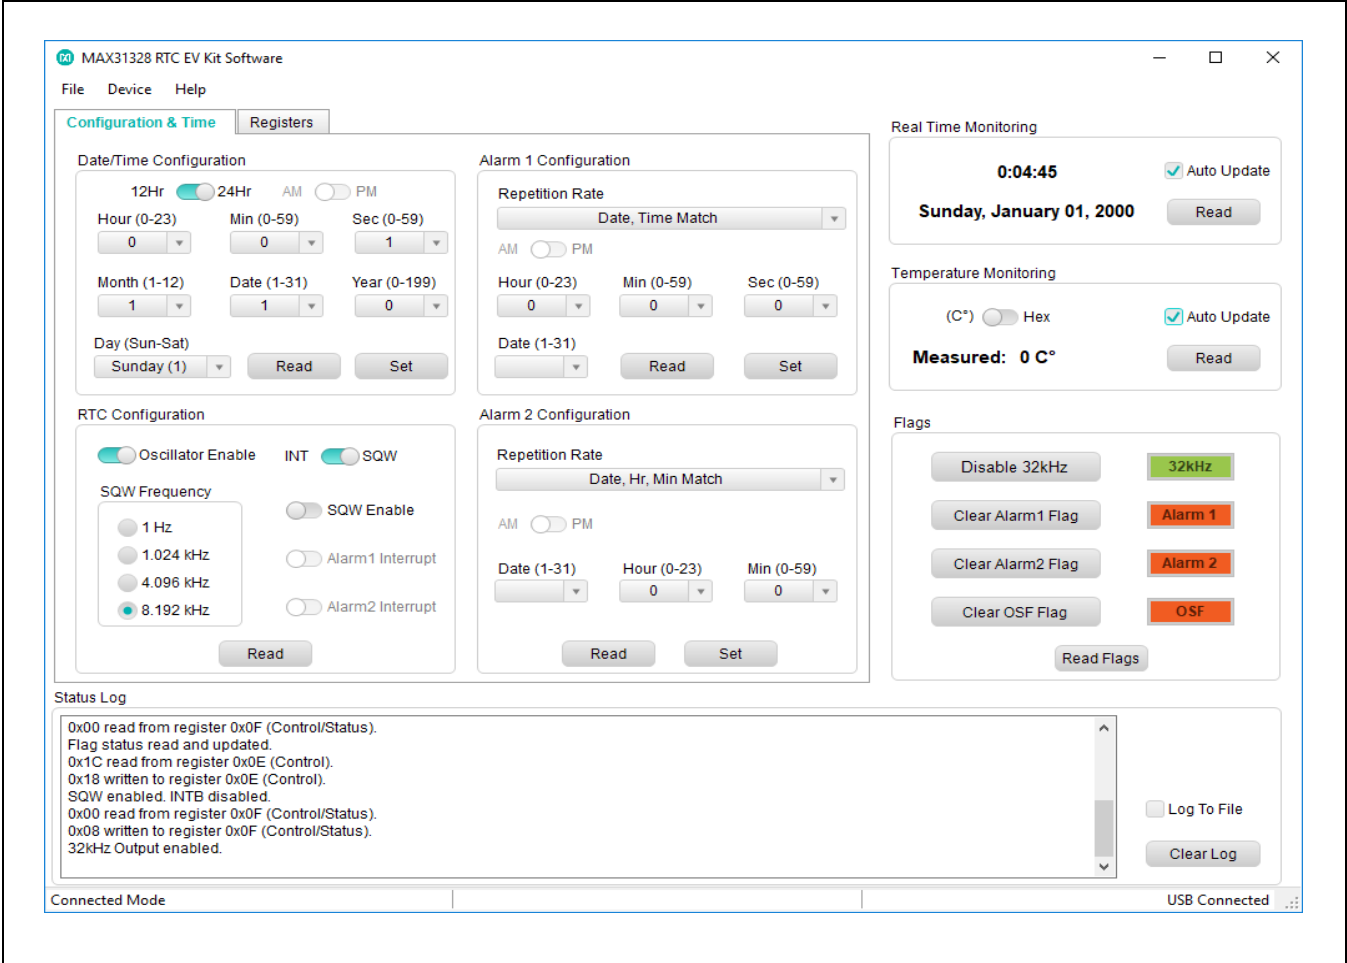 MAX31328 RTC EV Kit Software
File Device Help
Configuration & Time Registers
Date/Time Configuration
12Hr 24Hr AM PM
Hour (0-23) Min (0-59) Sec (0-59)
0 0 1
Month (1-12) Date (1-31) Year (0-199)
1 1 0
Day (Sun-Sat)
Sunday (1) Read Set
Alarm 1 Configuration
Repetition Rate
Date, Time Match
AM PM
Hour (0-23) Min (0-59) Sec (0-59)
0 0 0
Date (1-31)
Read Set
RTC Configuration
Oscillator Enable INT SQW
SQW Frequency
SQW Enable
1 Hz
1.024 kHz
Alarm1 Interrupt
4.096 kHz
8.192 kHz
Alarm2 Interrupt
Read
Alarm 2 Configuration
Repetition Rate
Date, Hr, Min Match
AM PM
Date (1-31) Hour (0-23) Min (0-59)
0 0
Read Set
Real Time Monitoring
0:04:45 Auto Update
Sunday, January 01, 2000 Read
Temperature Monitoring
(C°) Hex Auto Update
Measured: 0 C° Read
Flags
Disable 32kHz 32kHz
Clear Alarm1 Flag Alarm 1
Clear Alarm2 Flag Alarm 2
Clear OSF Flag OSF
Read Flags
Status Log
0x00 read from register 0x0F (Control/Status).
Flag status read and updated.
0x1C read from register 0x0E (Control).
0x18 written to register 0x0E (Control).
SQW enabled. INTB disabled.
0x00 read from register 0x0F (Control/Status).
0x08 written to register 0x0F (Control/Status).
32kHz Output enabled.
Log To File
Clear Log
Connected Mode USB Connected